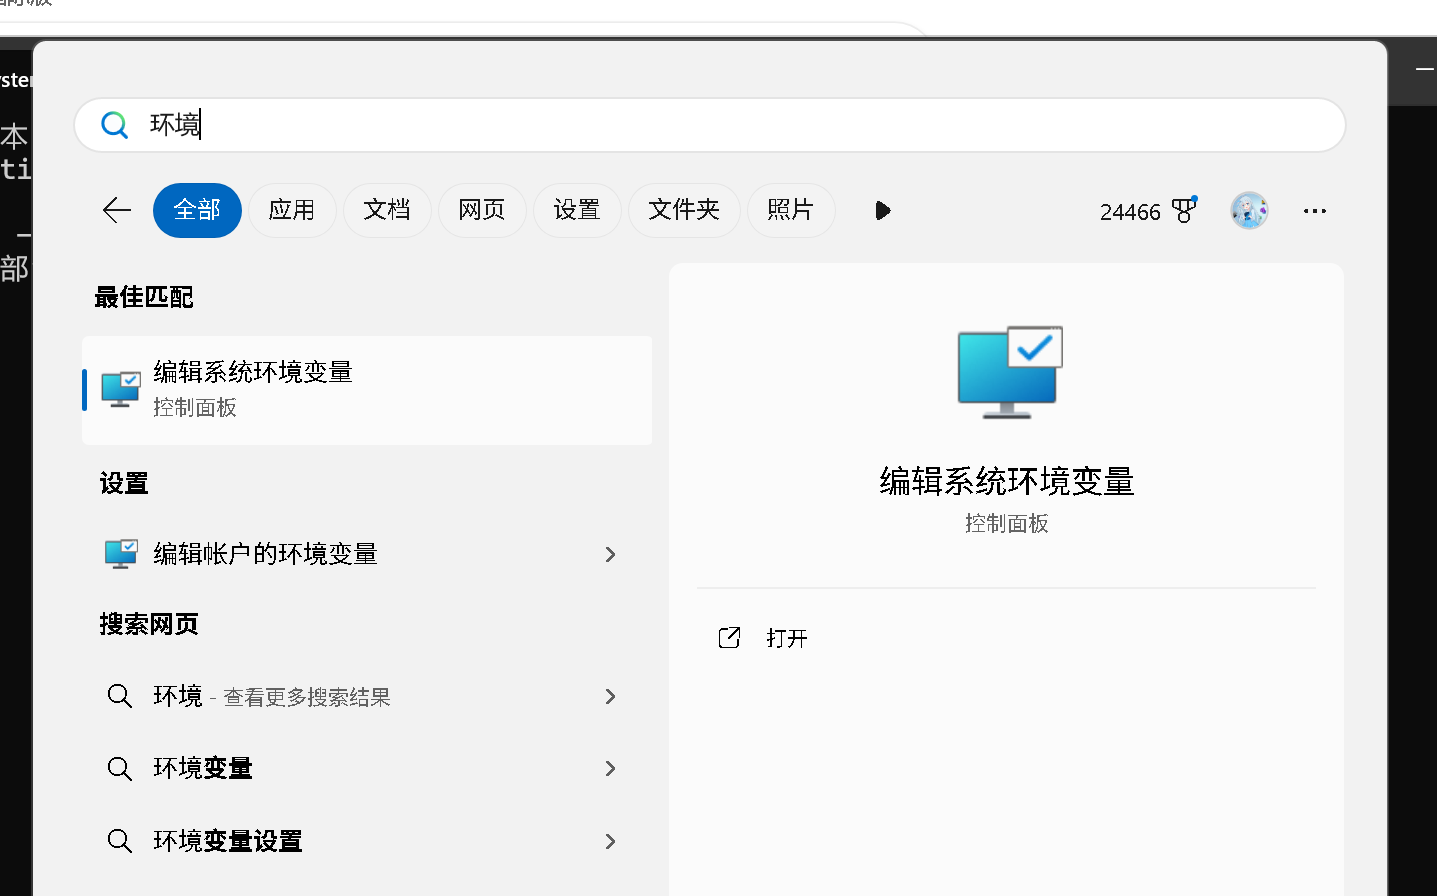 本
ti
部
环境
全部 应用 文档 网页 设置 文件夹 照片 24466
最佳匹配
编辑系统环境变量
控制面板
设置
编辑帐户的环境变量
搜索网页
环境 - 查看更多搜索结果
环境变量
环境变量设置
编辑系统环境变量
控制面板
打开